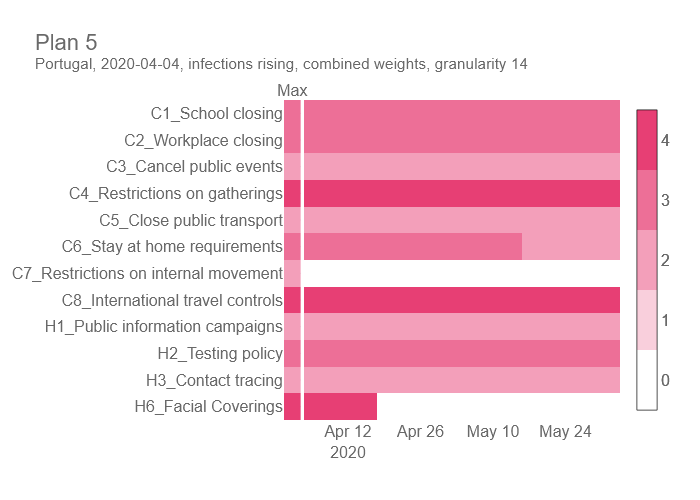 Plan 5
Portugal, 2020-04-04, infections rising, combined weights, granularity 14
Max
C1_School closing
C2_Workplace closing
C3_Cancel public events
C4_Restrictions on gatherings
C5_Close public transport
C6_Stay at home requirements
C7_Restrictions on internal movement
C8_International travel controls
H1_Public information campaigns
H2_Testing policy
H3_Contact tracing
H6_Facial Coverings
Apr 12 Apr 26 May 10 May 24
2020
4
3
2
1
0